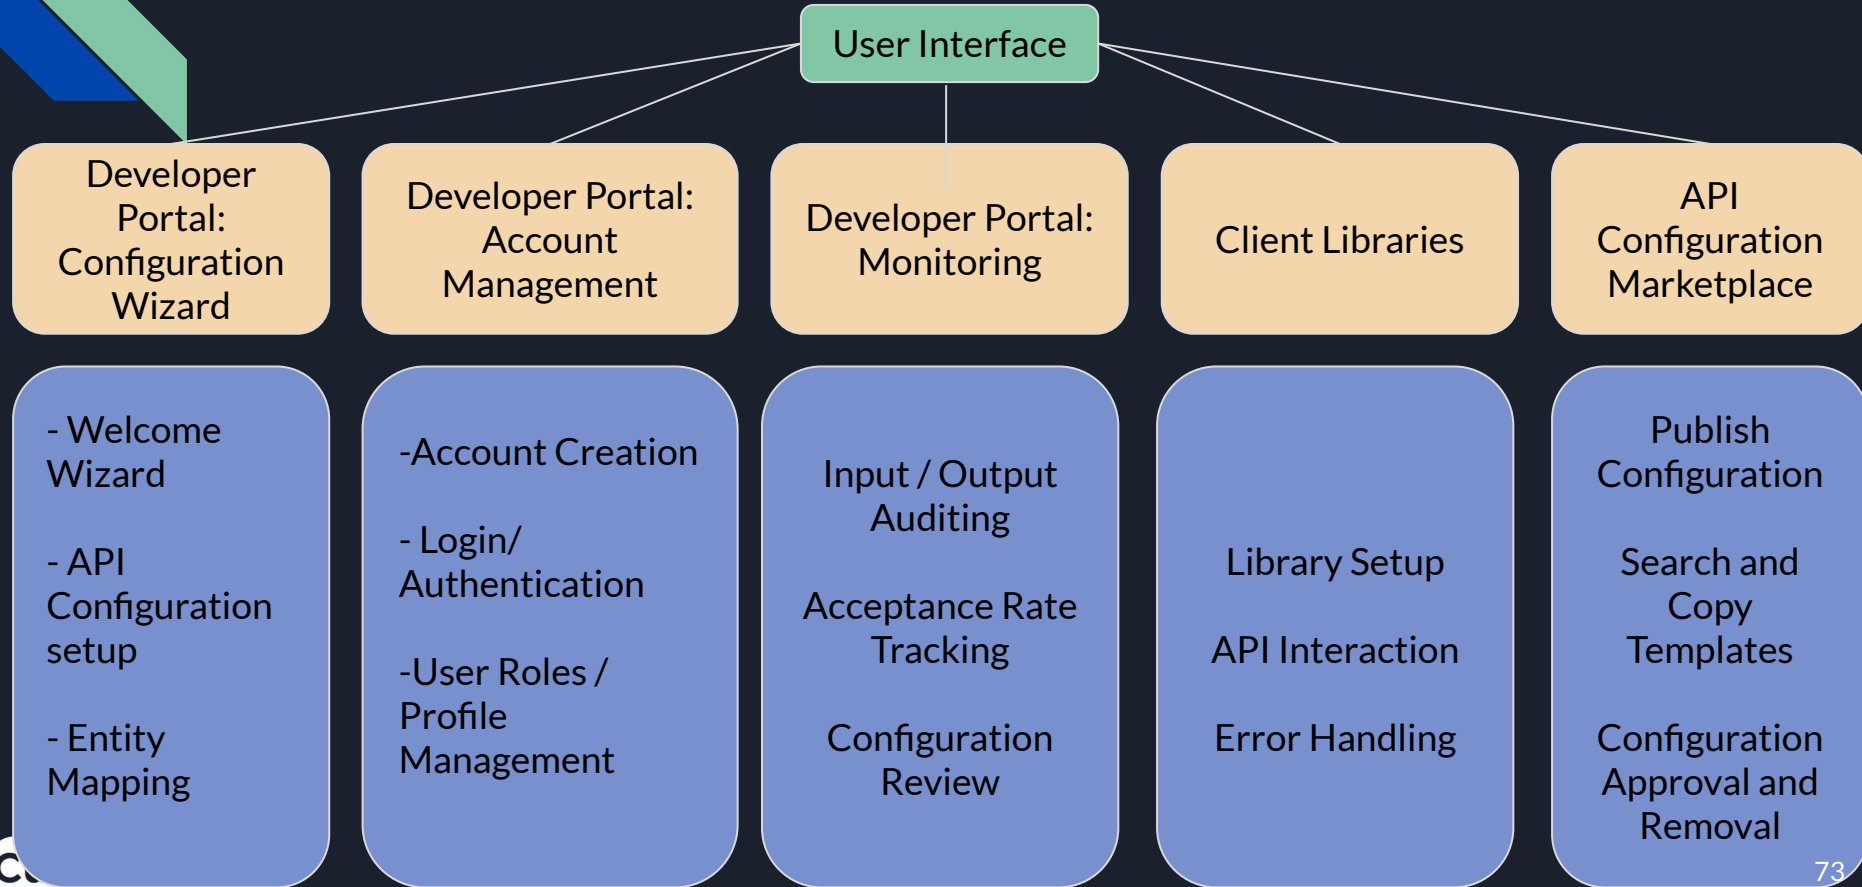 User Interface
Developer
Portal:
Configuration
Wizard
Developer Portal:
Account
Management
Developer Portal:
Monitoring
Client Libraries
API
Configuration
Marketplace
- Welcome
Wizard
- API
Configuration
setup
- Entity
Mapping
-Account Creation
- Login/
Authentication
-User Roles /
Profile
Management
Input / Output
Auditing
Acceptance Rate
Tracking
Configuration
Review
Library Setup
API Interaction
Error Handling
Publish
Configuration
Search and
Copy
Templates
Configuration
Approval and
Removal
73